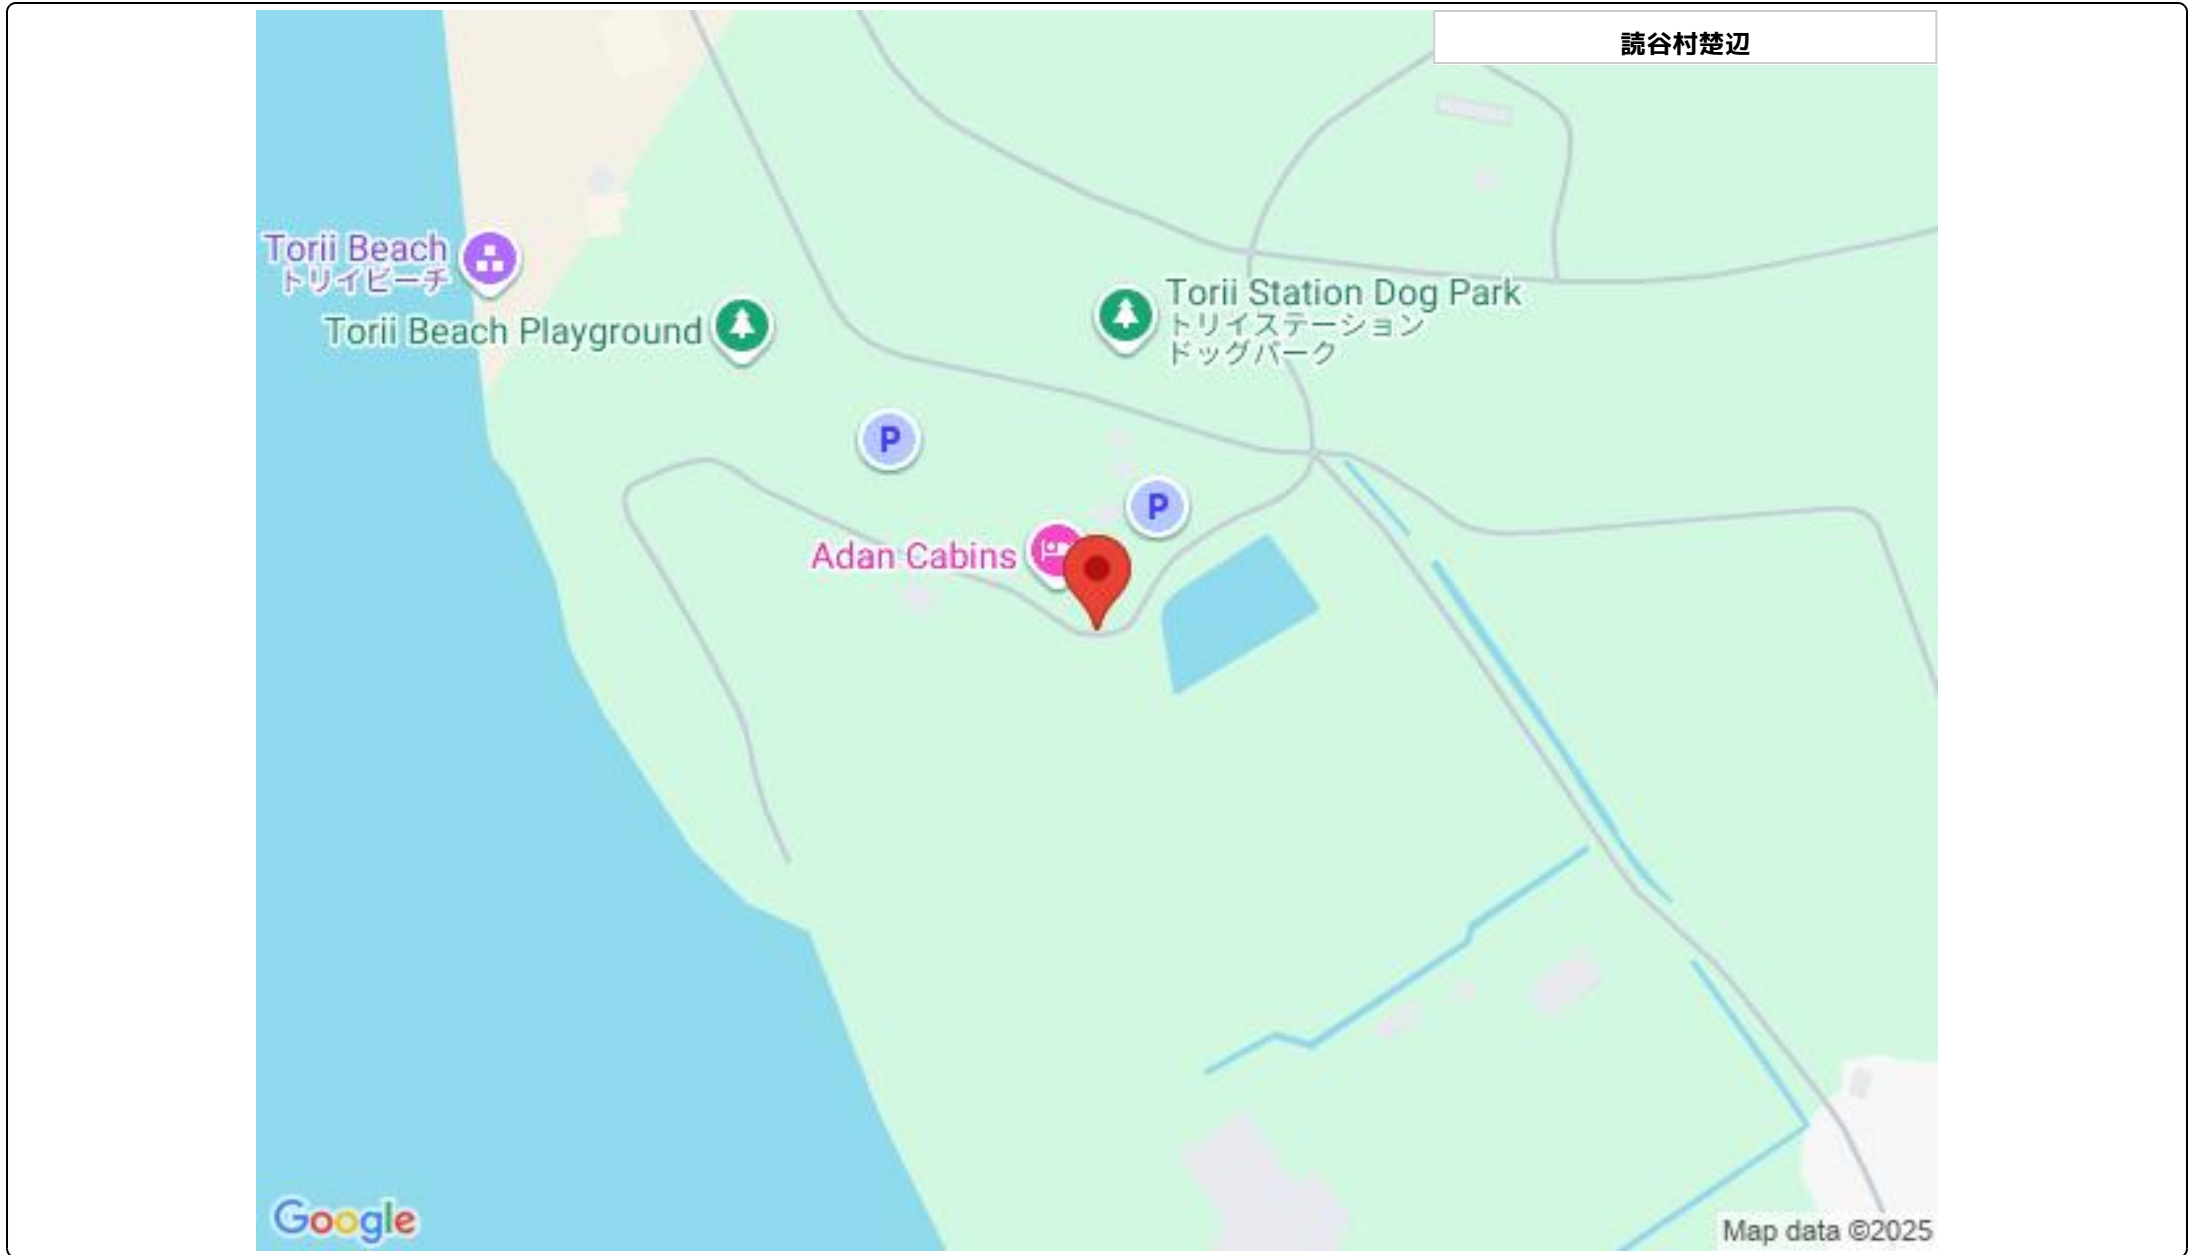 読谷村楚辺
Torii Beach
トリイビーチ
Torii Beach Playground
Torii Station Dog Park
トリイステーション
ドッグパーク
P
P
Adan Cabins
Google
Map data ©2025